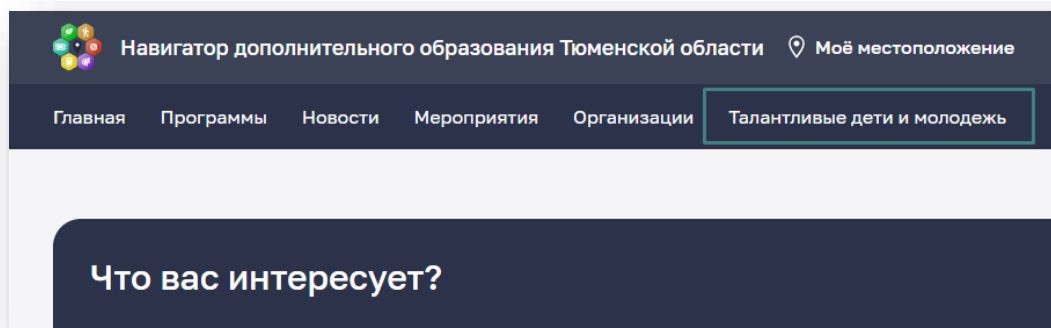 Навигатор дополнительного образования Тюменской области Моё местоположение
Главная Программы Новости Мероприятия Организации Талантливые дети и молодежь
Что вас интересует?